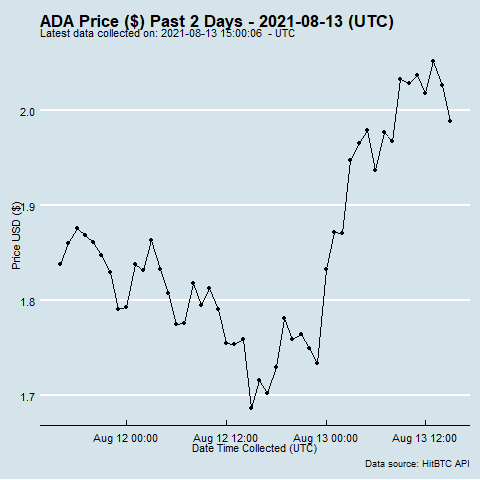 ADA Price ($) Past 2 Days - 2021-08-13 (UTC)
Latest data collected on: 2021-08-13 15:00:06 - UTC
2.0
1.9
1.8
1.7
Price USD ($)
Aug 12 00:00 Aug 12 12:00 Aug 13 00:00 Aug 13 12:00
Date Time Collected (UTC)
Data source: HitBTC API